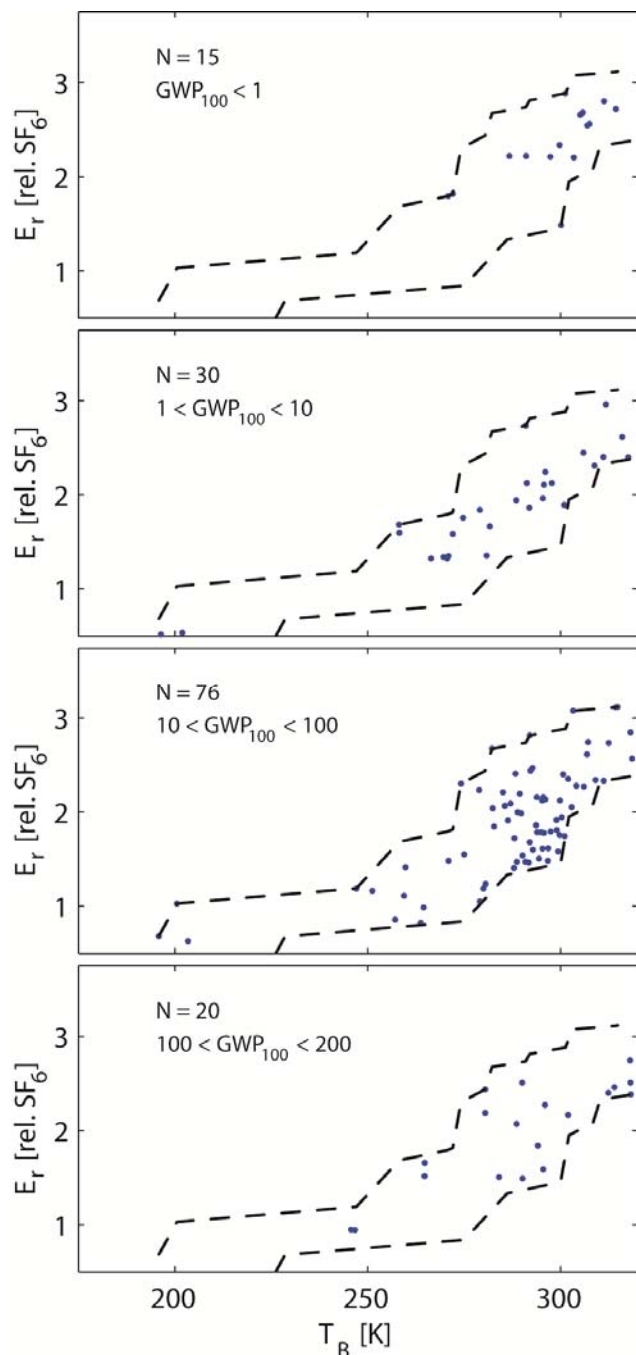 N = 15
GWP100 < 1
3
2
1
Er [rel. SF6]
N = 30
1 < GWP100 < 10
3
2
1
Er [rel. SF6]
N = 76
10 < GWP100 < 100
3
2
1
Er [rel. SF6]
N = 20
100 < GWP100 < 200
3
2
1
Er [rel. SF6]
200 250 300
TB [K]